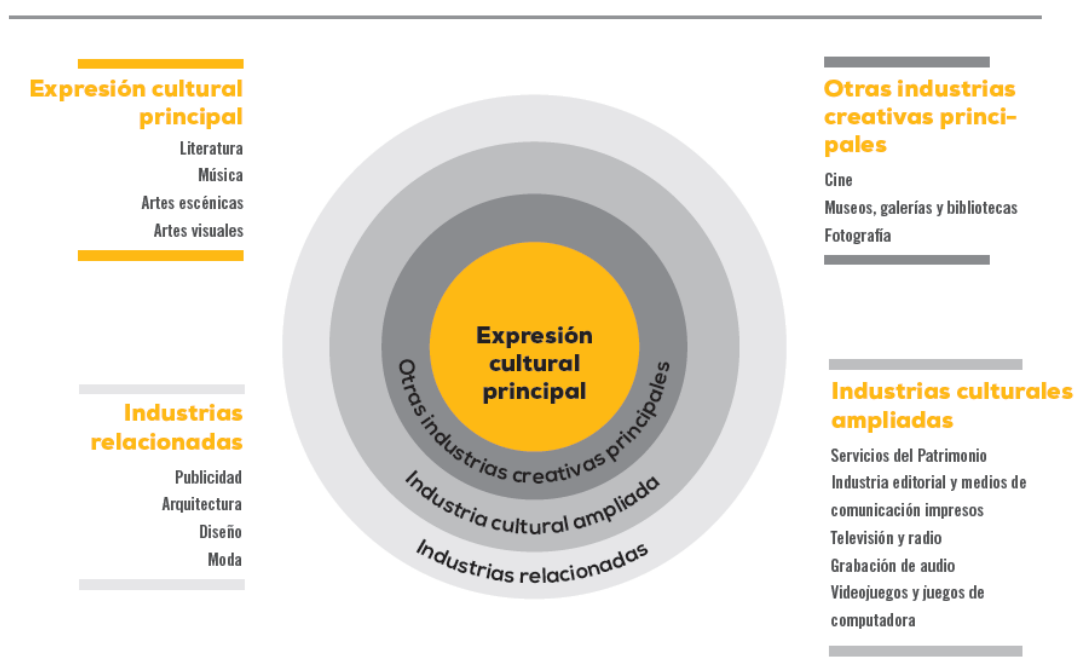 Expresión cultural
principal
Literatura
Música
Artes escénicas
Artes visuales
Otras industrias
creativas princi-
pales
Cine
Museos, galerías y bibliotecas
Fotografía
Expresión
cultural
principal
Otras industrias creativas principales
Industria cultural ampliada
Industrias relacionadas
Industrias
relacionadas
Publicidad
Arquitectura
Diseño
Moda
Industrias culturales
ampliadas
Servicios del Patrimonio
Industria editorial y medios de
comunicación impresos
Televisión y radio
Grabación de audio
Videojuegos y juegos de
computadora